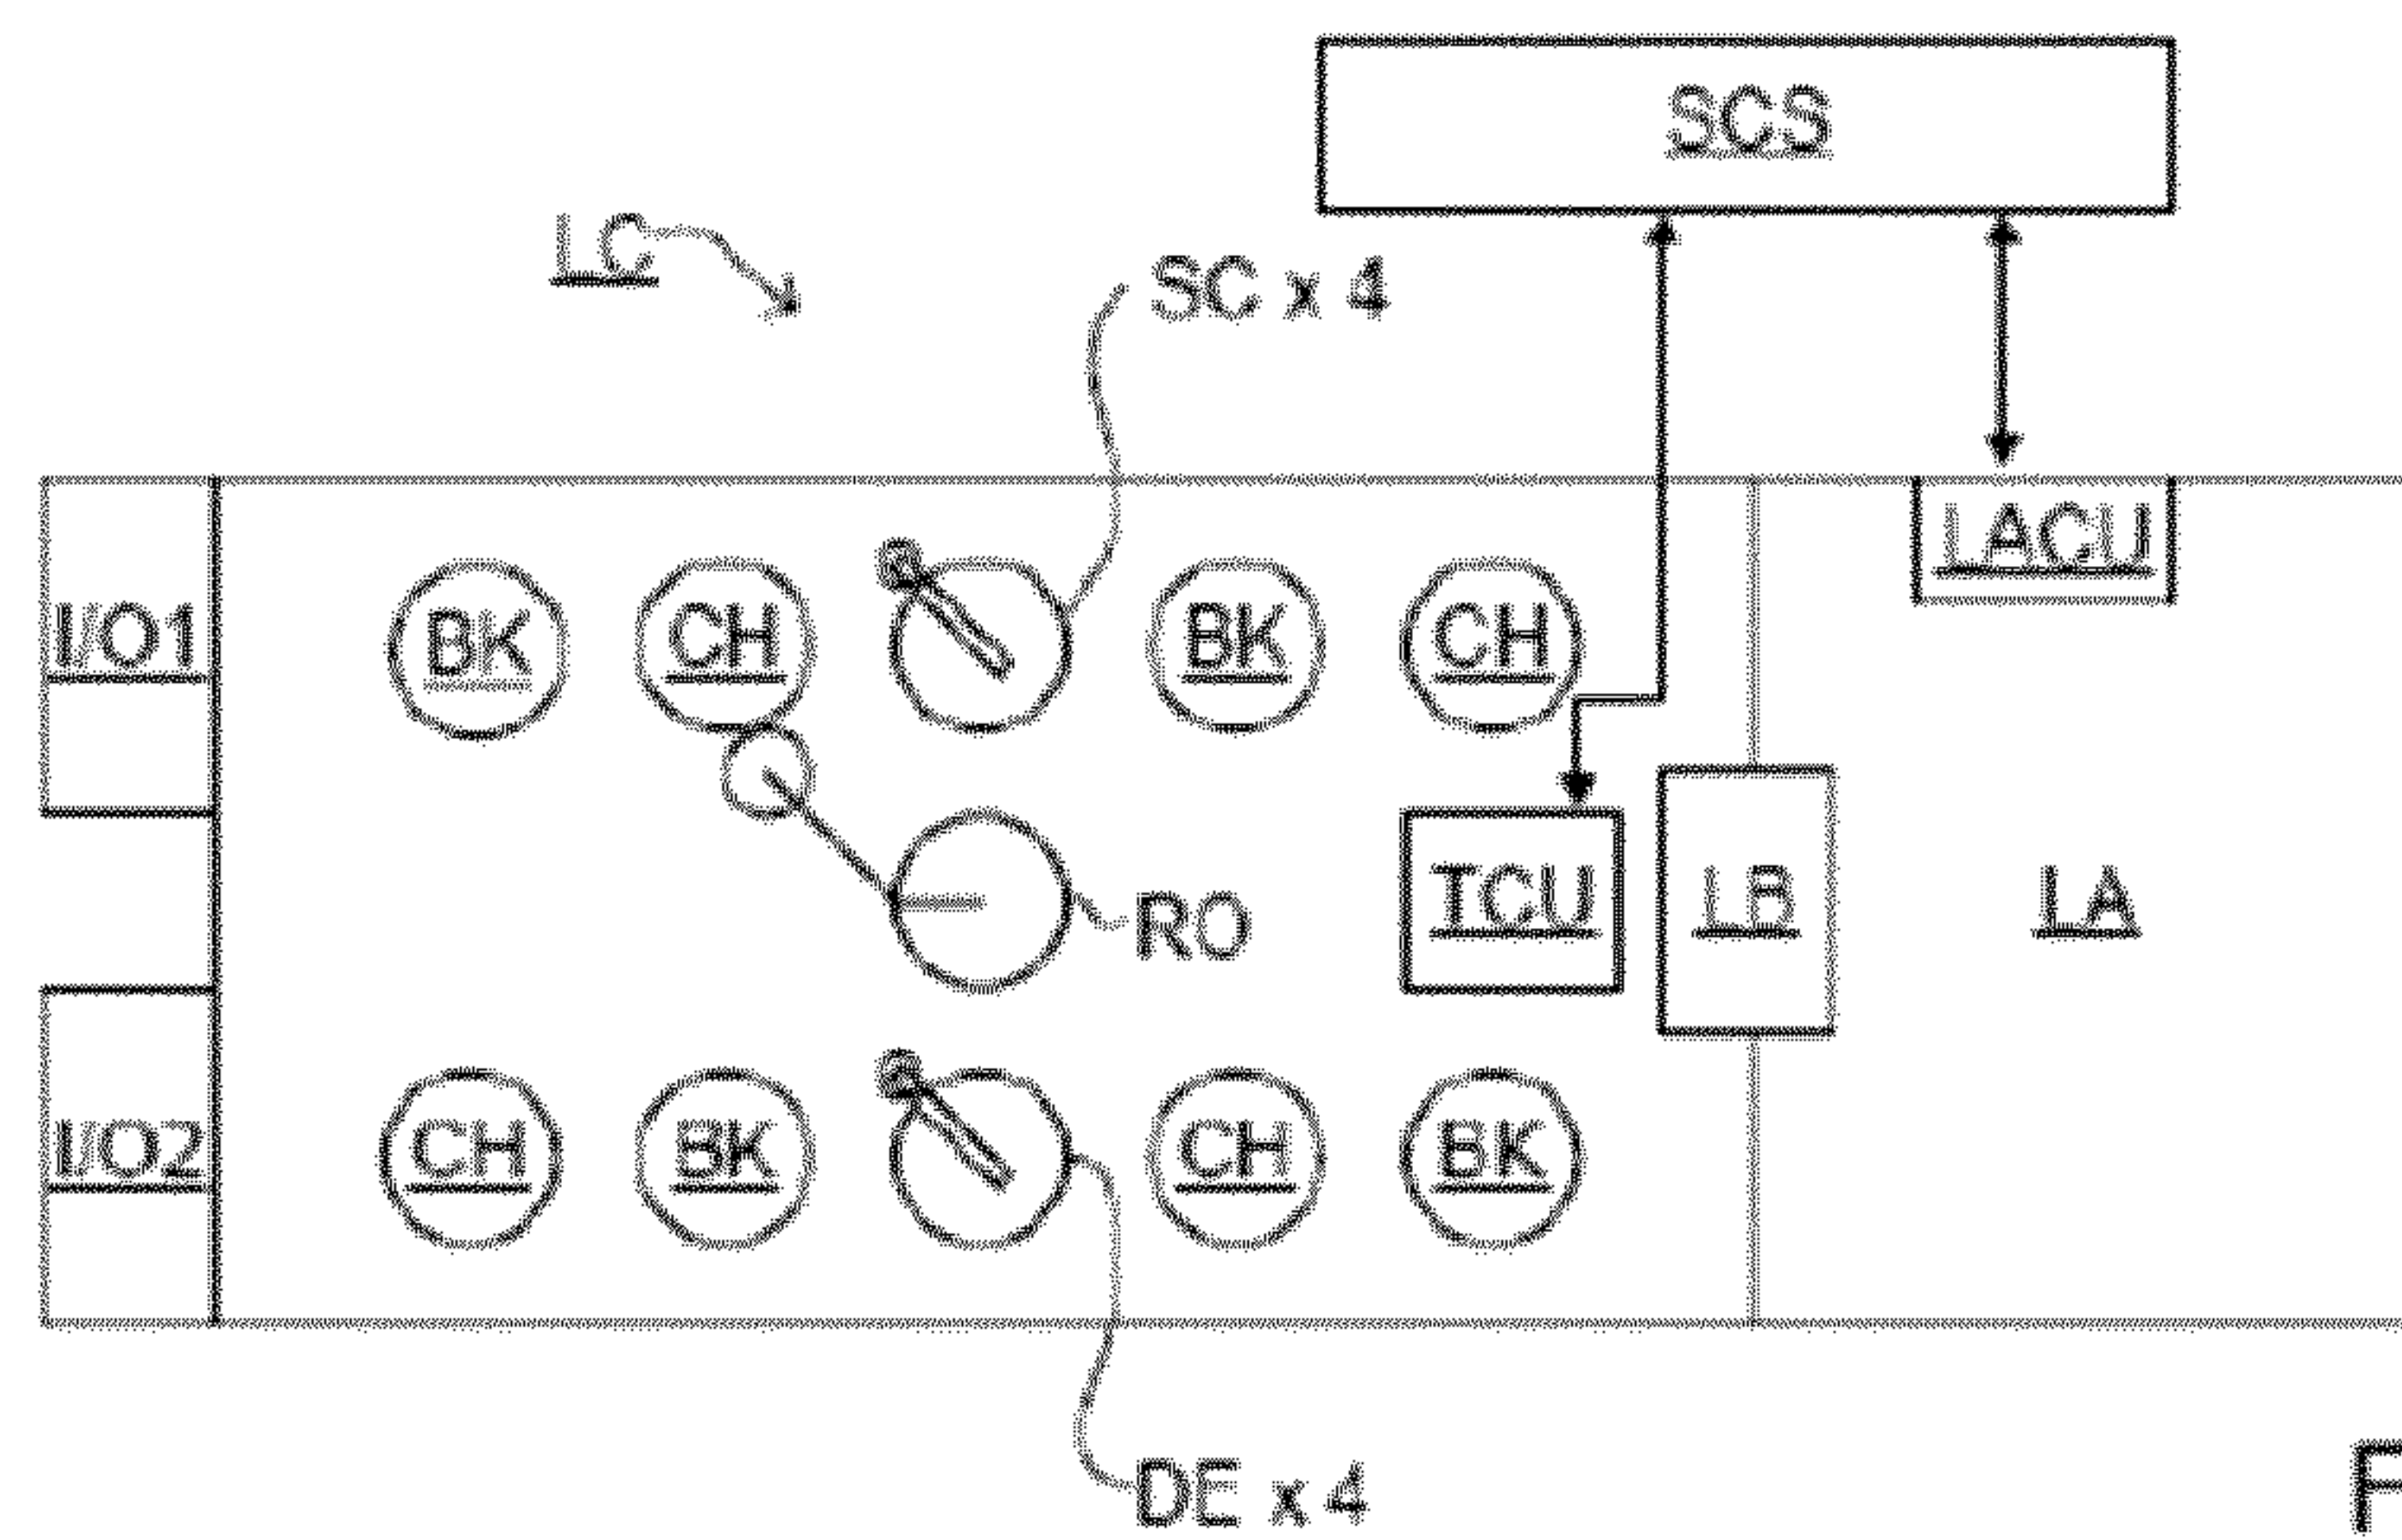 SCS
LC
SC x 4
LACU
I/O1
BK
CH
BK
CH
RO
TCU
LB
LA
I/O2
CH
BK
CH
BK
DE x 4
F